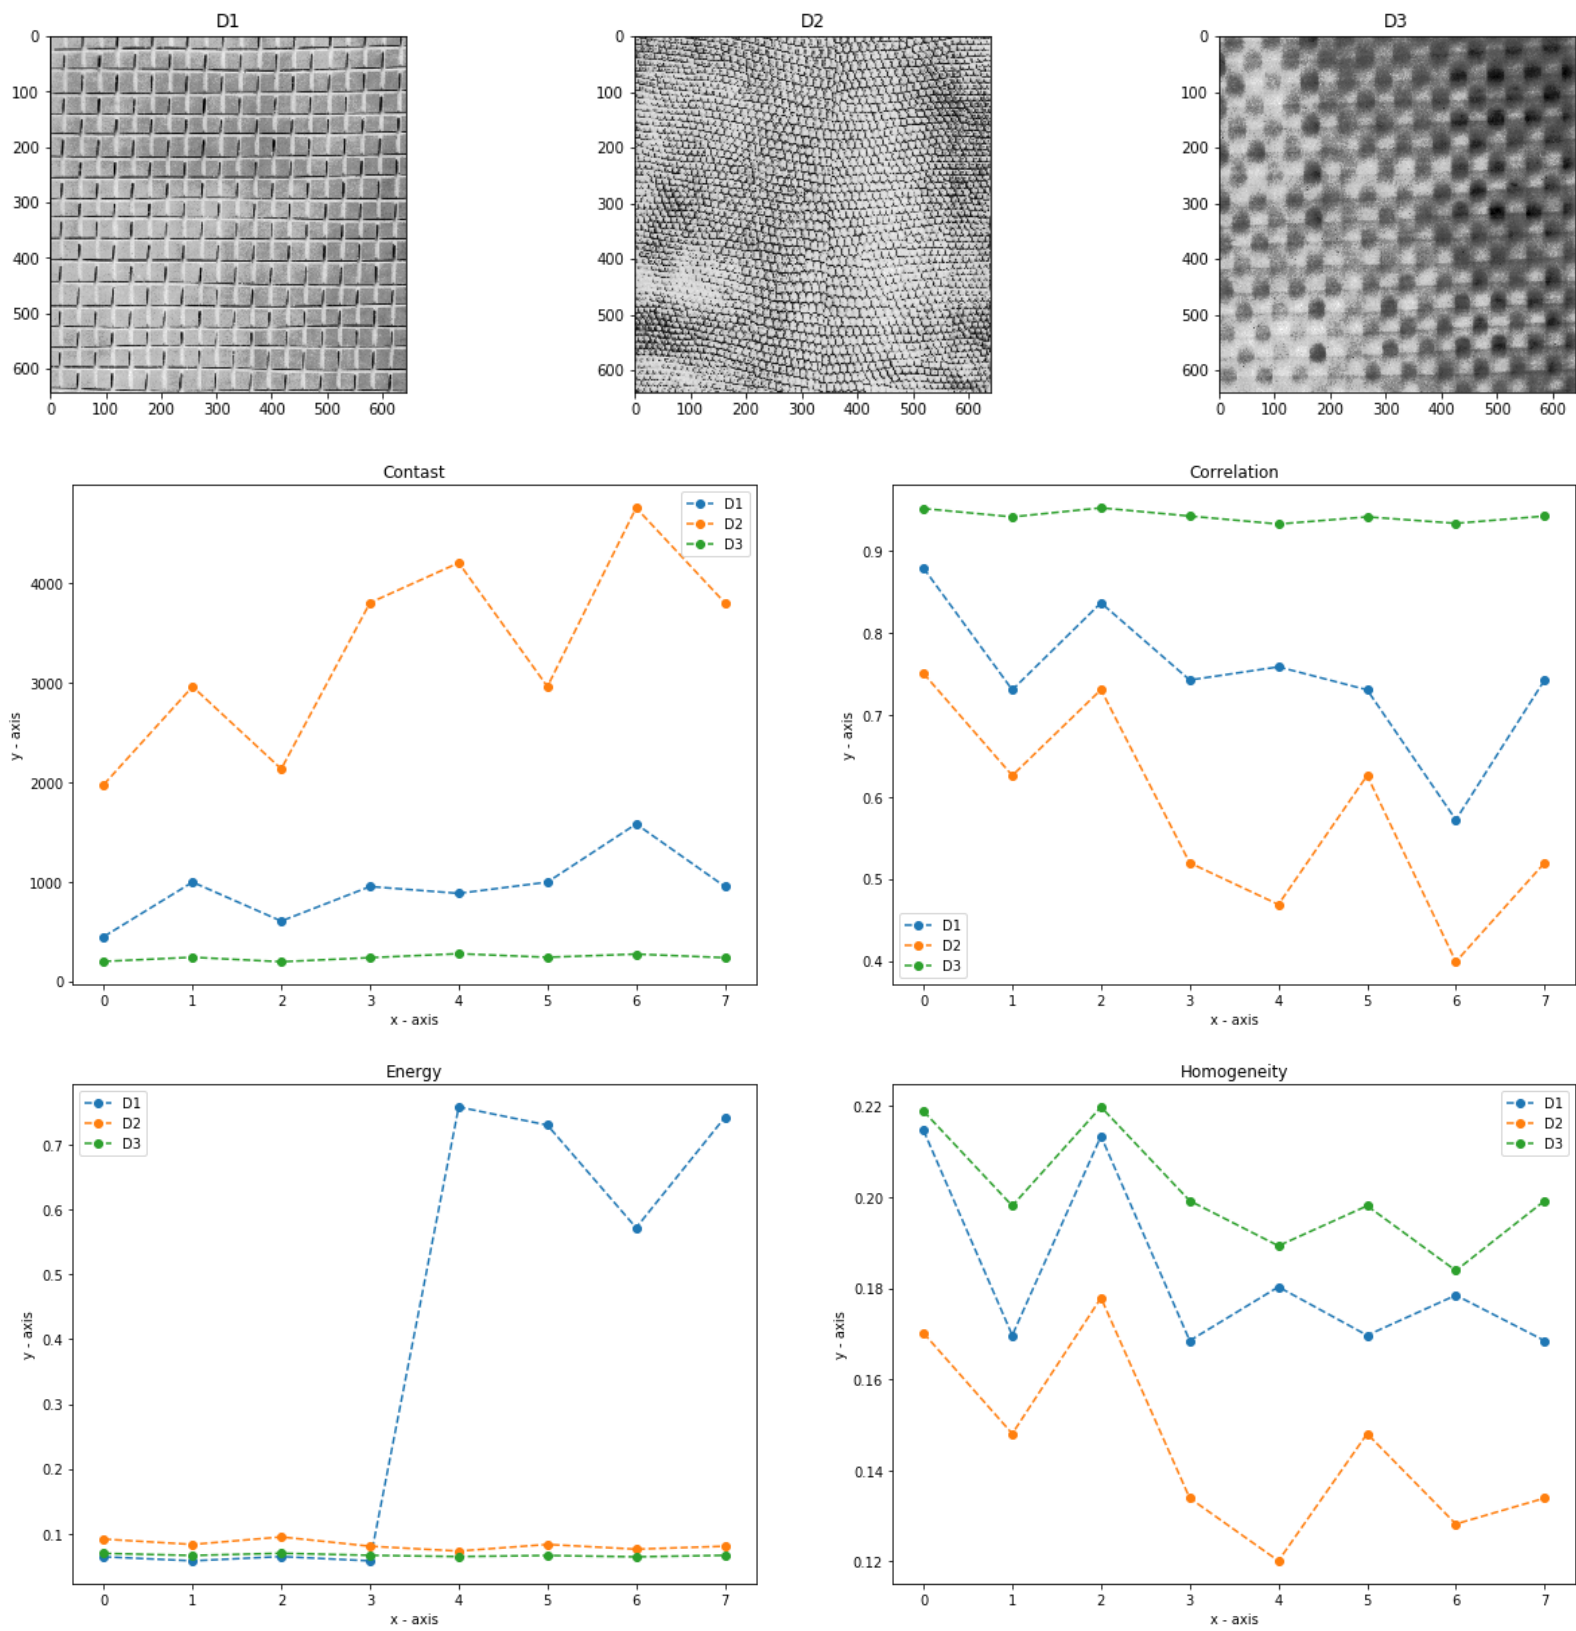 D1
D2
D3
0
100
200
300
400
500
600
0 100 200 300 400 500 600
0
100
200
300
400
500
600
0 100 200 300 400 500 600
0
100
200
300
400
500
600
0 100 200 300 400 500 600
Contast
D1
D2
D3
y - axis
4000
3000
2000
1000
0
0 1 2 3 4 5 6 7
x - axis
Correlation
y - axis
0.9
0.8
0.7
0.6
0.5
0.4
D1
D2
D3
0 1 2 3 4 5 6 7
x - axis
Energy
D1
D2
D3
y - axis
0.7
0.6
0.5
0.4
0.3
0.2
0.1
0 1 2 3 4 5 6 7
x - axis
Homogeneity
D1
D2
D3
y - axis
0.22
0.20
0.18
0.16
0.14
0.12
0 1 2 3 4 5 6 7
x - axis